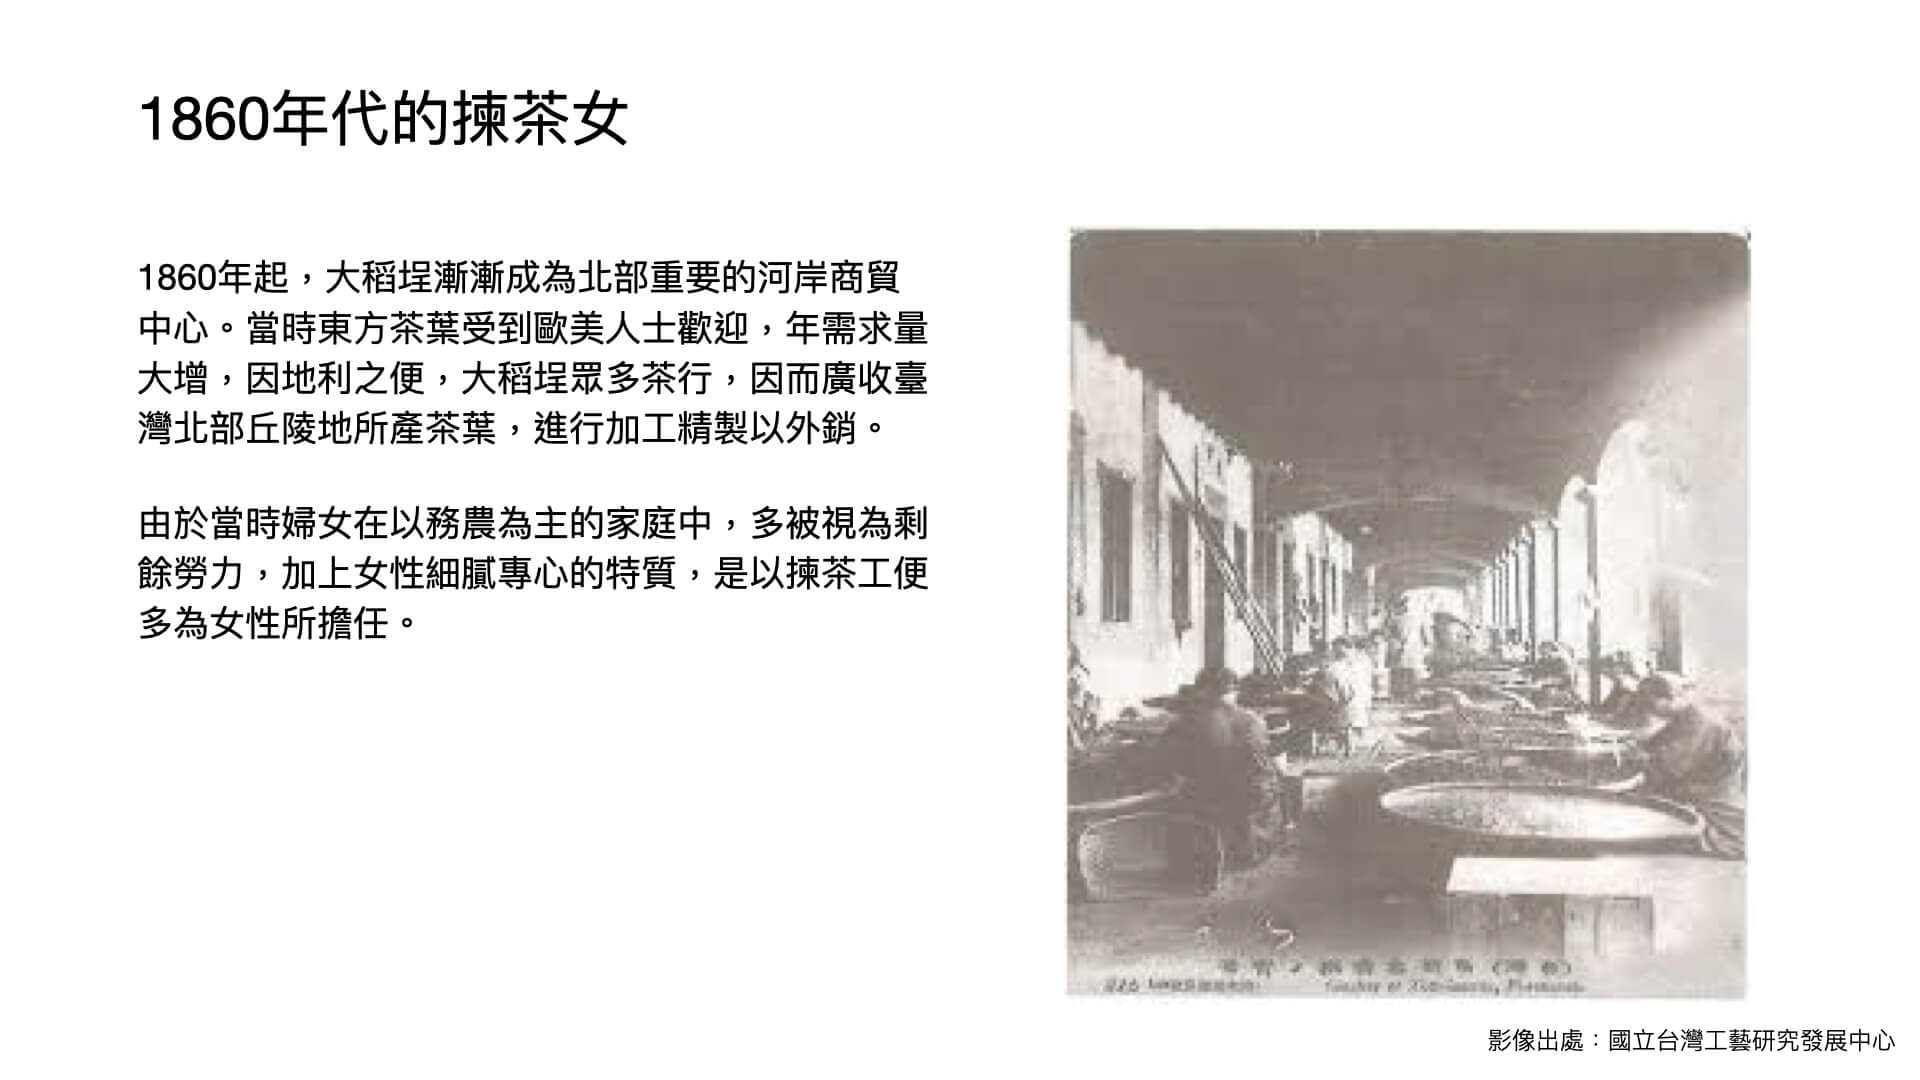 1860年代的揀茶女
1860年起，大稻埕漸漸成為北部重要的河岸商貿
中心。當時東方茶葉受到歐美人士歡迎，年需求量
大增，因地利之便，大稻埕眾多茶行，因而廣收臺
灣北部丘陵地所產茶葉，進行加工精製以外銷。
由於當時婦女在以務農為主的家庭中，多被視為剩
餘勞力，加上女性細膩專心的特質，是以揀茶工便
多為女性所擔任。
影像出處：國立台灣工藝研究發展中心